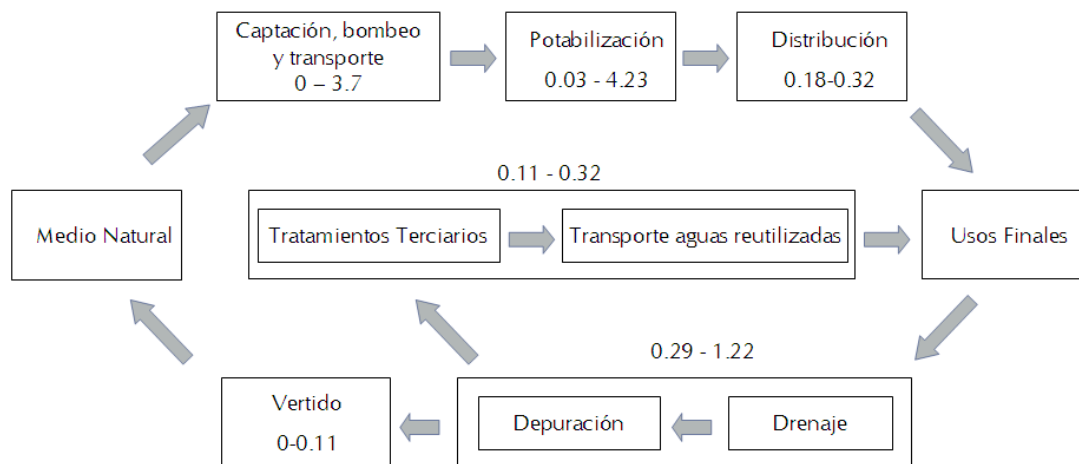 Captación, bombeo
y transporte
0 – 3.7
Potabilización
0.03 - 4.23
Distribución
0.18-0.32
0.11 - 0.32
Medio Natural
Tratamientos Terciarios
Transporte aguas reutilizadas
Usos Finales
0.29 - 1.22
Vertido
0-0.11
Depuración
Drenaje